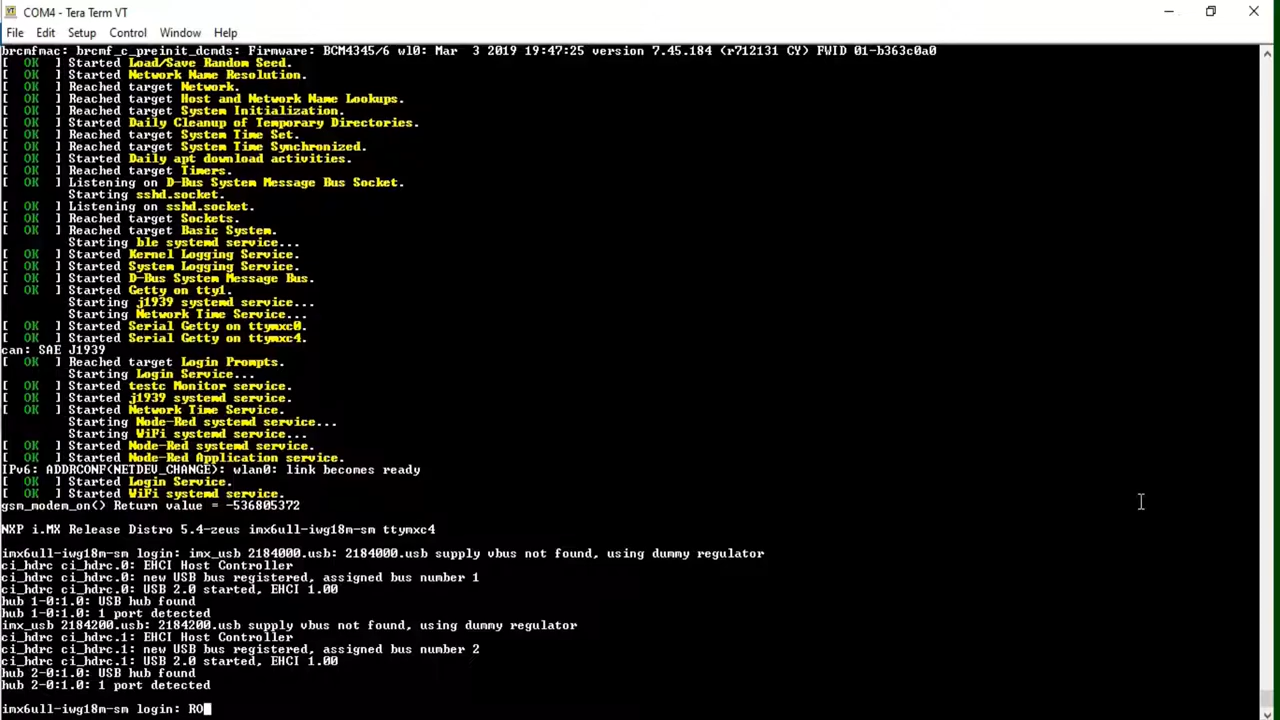 COM4 - Tera Term VT
File Edit Setup Control Window Help
brcmfmac: brcmf_c_preinit_dcmds: Firmware: BCM4345/6 wl0: Mar  3 2019 19:47:25 version 7.45.184 (r712131 CY) FWID 01-b363c0a0
[  OK  ] Started Load/Save Random Seed.
[  OK  ] Started Network Name Resolution.
[  OK  ] Reached target Network.
[  OK  ] Reached target Host and Network Name Lookups.
[  OK  ] Reached target System Initialization.
[  OK  ] Started Daily Cleanup of Temporary Directories.
[  OK  ] Reached target System Time Set.
[  OK  ] Reached target System Time Synchronized.
[  OK  ] Started Daily apt download activities.
[  OK  ] Reached target Timers.
[  OK  ] Listening on D-Bus System Message Bus Socket.
Starting sshd.socket.
[  OK  ] Listening on sshd.socket.
[  OK  ] Reached target Sockets.
[  OK  ] Reached target Basic System.
Starting ble systemd service...
[  OK  ] Started Kernel Logging Service.
[  OK  ] Started System Logging Service.
[  OK  ] Started D-Bus System Message Bus.
[  OK  ] Started Getty on tty1.
Starting j1939 systemd service...
Starting Network Time Service...
[  OK  ] Started Serial Getty on ttymxc0.
[  OK  ] Started Serial Getty on ttymxc4.
can: SAE J1939
[  OK  ] Reached target Login Prompts.
Starting Login Service...
[  OK  ] Started testc Monitor service.
[  OK  ] Started j1939 systemd service.
[  OK  ] Started Network Time Service.
Starting Node-Red systemd service...
Starting WiFi systemd service...
[  OK  ] Started Node-Red systemd service.
[  OK  ] Started Node-Red Application service.
IPv6: ADDRCONF(NETDEV_CHANGE): wlan0: link becomes ready
[  OK  ] Started Login Service.
[  OK  ] Started WiFi systemd service.
gsm_modem_on() Return value = -536805372
NXP i.MX Release Distro 5.4-zeus imx6ull-iwg18m-sm ttymxc4
imx6ull-iwg18m-sm login: imx_usb 2184000.usb: 2184000.usb supply vbus not found, using dummy regulator
ci_hdrc ci_hdrc.0: EHCI Host Controller
ci_hdrc ci_hdrc.0: new USB bus registered, assigned bus number 1
ci_hdrc ci_hdrc.0: USB 2.0 started, EHCI 1.00
hub 1-0:1.0: USB hub found
hub 1-0:1.0: 1 port detected
imx_usb 2184200.usb: 2184200.usb supply vbus not found, using dummy regulator
ci_hdrc ci_hdrc.1: EHCI Host Controller
ci_hdrc ci_hdrc.1: new USB bus registered, assigned bus number 2
ci_hdrc ci_hdrc.1: USB 2.0 started, EHCI 1.00
hub 2-0:1.0: USB hub found
hub 2-0:1.0: 1 port detected
imx6ull-iwg18m-sm login: RO